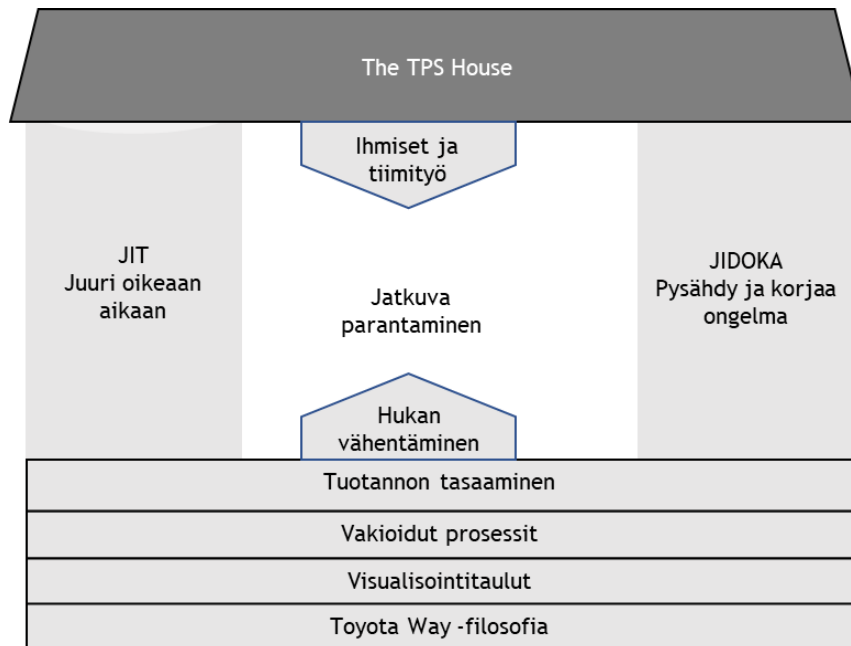 The TPS House
Ihmiset ja
tiimityö
JIT
Juuri oikeaan
aikaan
Jatkuva
parantaminen
JIDOKA
Pysähdy ja korjaa
ongelma
Hukan
vähentäminen
Tuotannon tasaaminen
Vakioidut prosessit
Visualisointitaulut
Toyota Way -filosofia